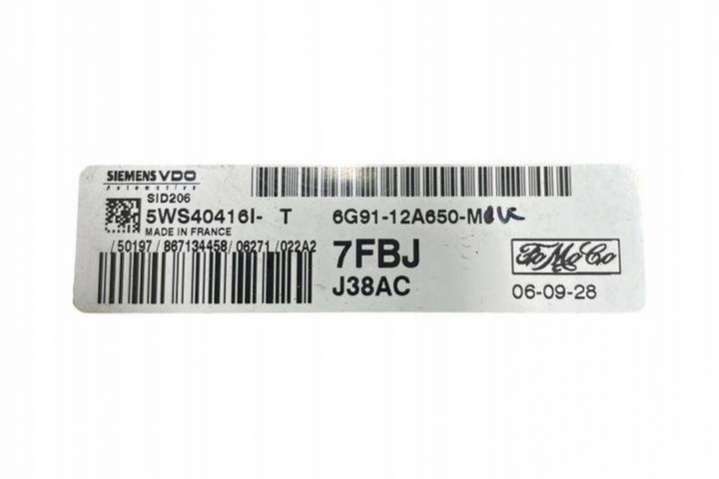 SIEMENS VDO
Automotive
SID206
5WS40416I- T 6G91-12A650-M
MADE IN FRANCE
/ 50197 / 867134458 / 06271 / 022A2
7FBJ
J38AC
FoMoCo
06-09-28